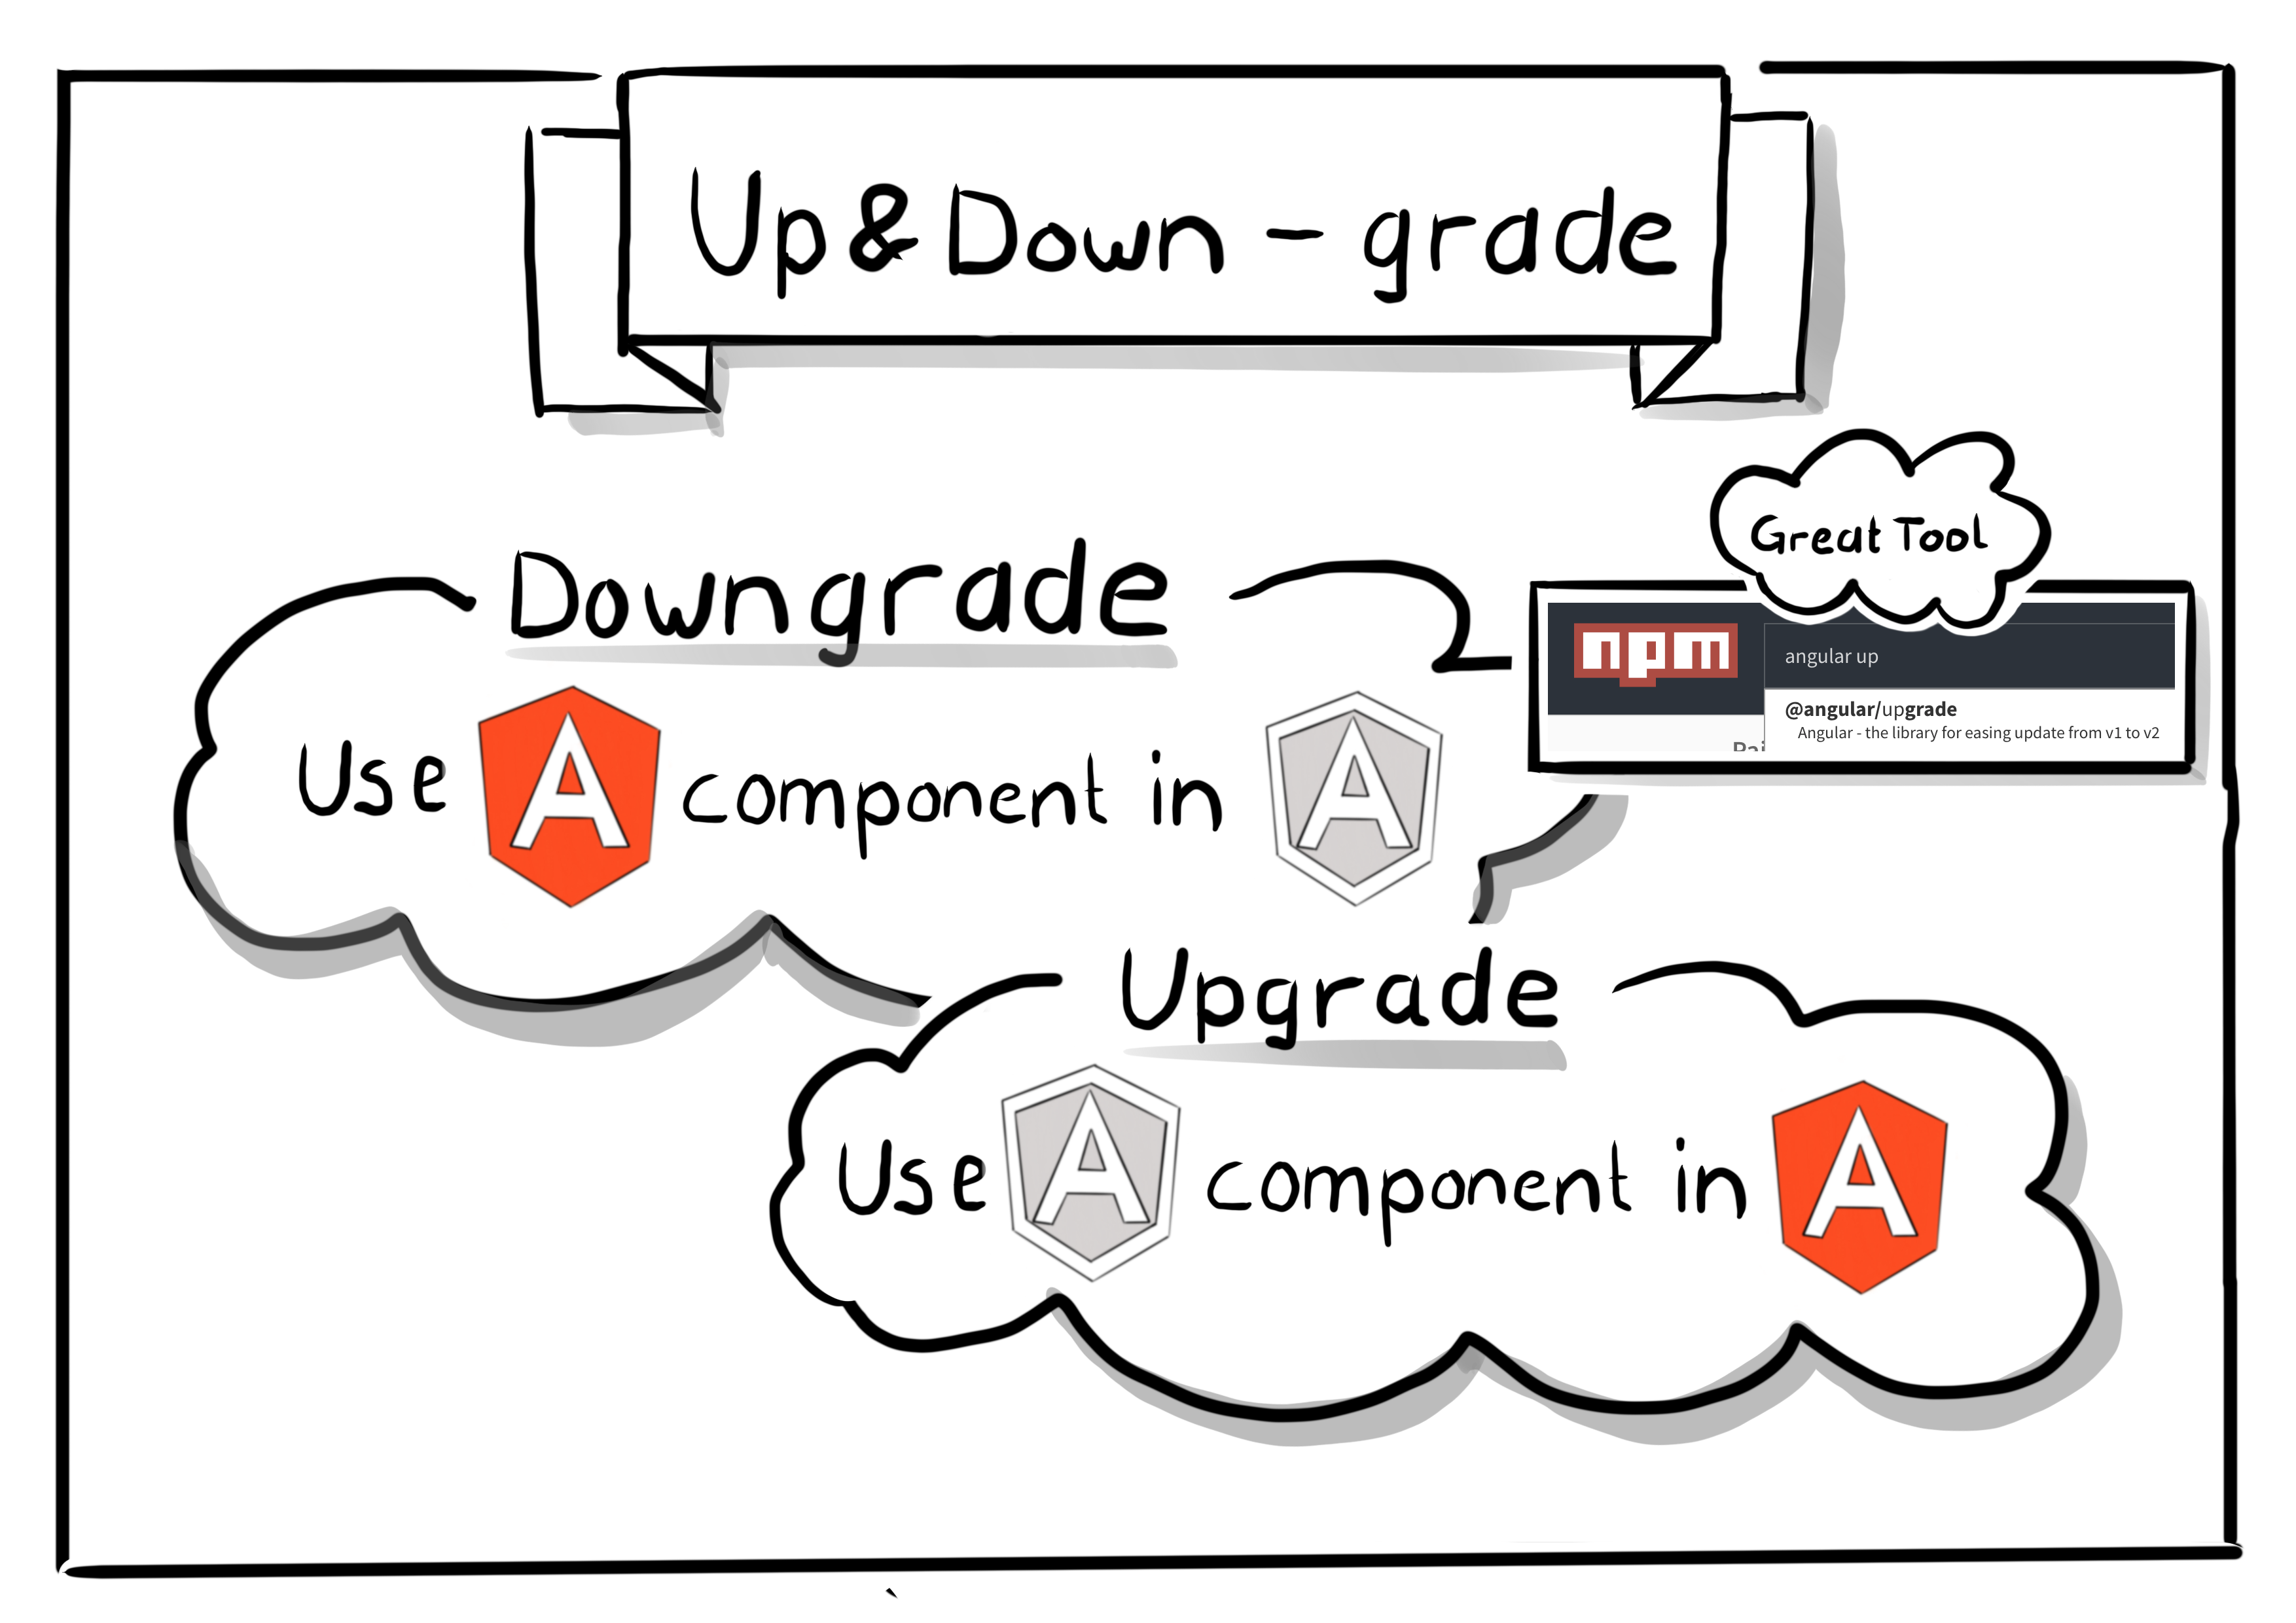 Up & Down - grade
Great Tool
npm
angular up
@angular/upgrade
Angular - the library for easing update from v1 to v2
Downgrade
Use A component in A
Upgrade
Use A component in A